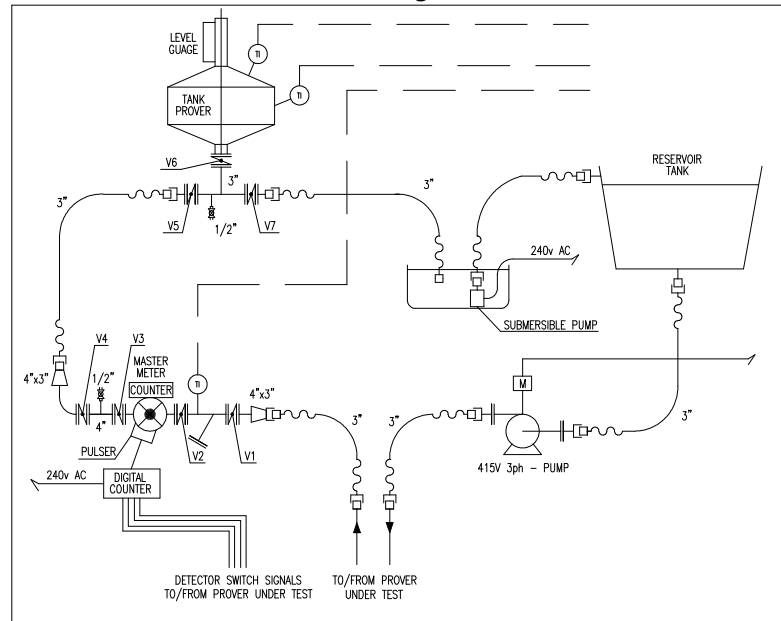 LEVEL
GUAGE
TI
TANK
PROVER
TI
V6
3"
RESERVOIR
TANK
3"
V5
1/2"
V7
3"
240v AC
SUBMERSIBLE PUMP
V4
V3
MASTER
METER
COUNTER
TI
4"x3"
4"x3"
1/2"
4"
PULSER
V2
V1
3"
3"
M
3"
415V 3ph – PUMP
240v AC
DIGITAL
COUNTER
DETECTOR SWITCH SIGNALS
TO/FROM PROVER UNDER TEST
TO/FROM PROVER
UNDER TEST